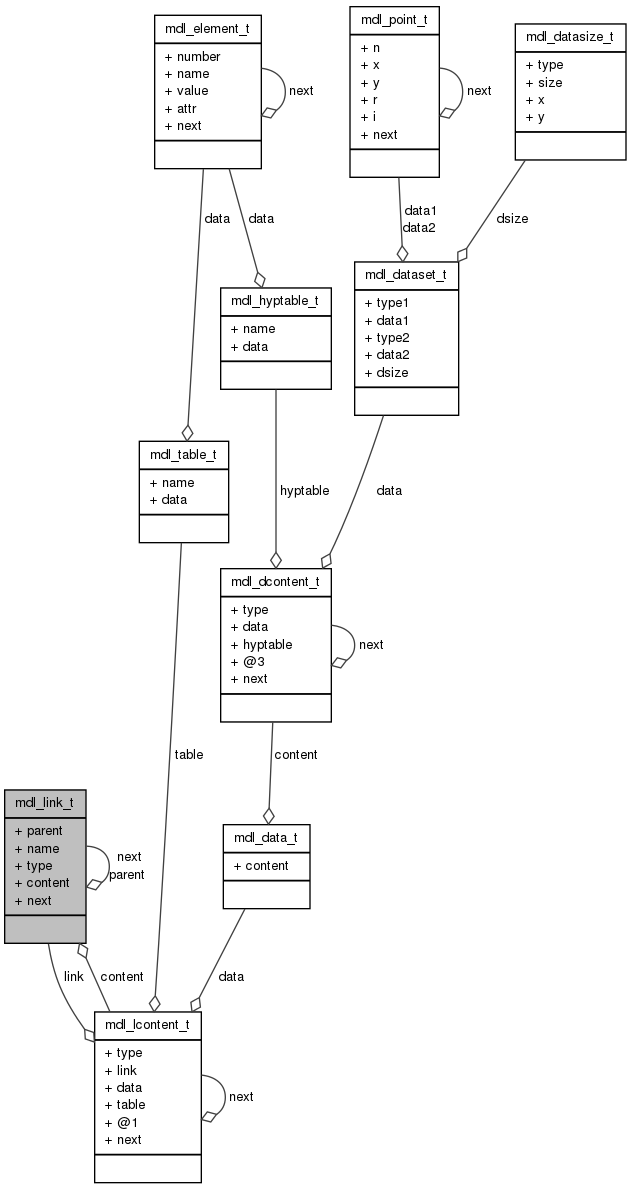 mdl_element_t
+ number
+ name
+ value
+ attr
+ next
next
mdl_point_t
+ n
+ x
+ y
+ r
+ i
+ next
next
mdl_datasize_t
+ type
+ size
+ x
+ y
data
data
data1
data2
dsize
mdl_hyptable_t
+ name
+ data
mdl_dataset_t
+ type1
+ data1
+ type2
+ data2
+ dsize
mdl_table_t
+ name
+ data
hyptable
data
mdl_dcontent_t
+ type
+ data
+ hyptable
+ @3
+ next
next
table
content
mdl_link_t
+ parent
+ name
+ type
+ content
+ next
next
parent
mdl_data_t
+ content
link
content
data
mdl_lcontent_t
+ type
+ link
+ data
+ table
+ @1
+ next
next